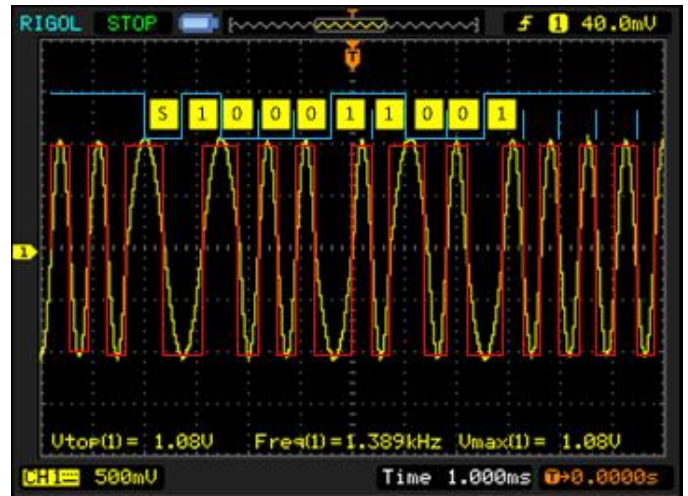 RIGOL STOP T 1 40.0mV
T
S 1 0 0 0 1 1 0 0 1
1
Vtop(1)= 1.08V Freq(1)=1.389kHz Vmax(1)= 1.08V
CH1 500mV Time 1.000ms T→0.0000s